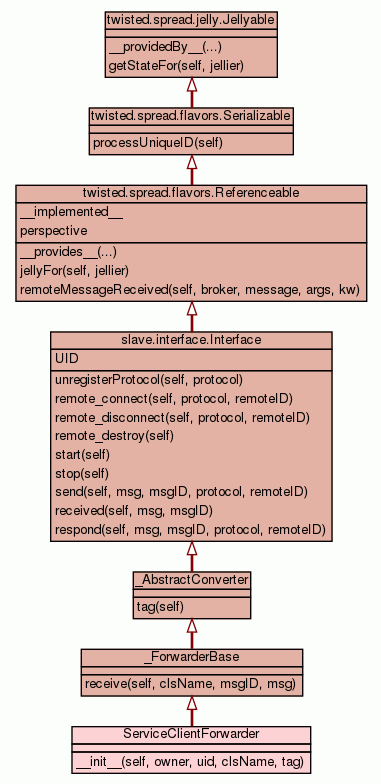 twisted.spread.jelly.Jellyable
__providedBy__(...)
getStateFor(self, jellier)
twisted.spread.flavors.Serializable
processUniqueID(self)
twisted.spread.flavors.Referenceable
__implemented__
perspective
__provides__(...)
jellyFor(self, jellier)
remoteMessageReceived(self, broker, message, args, kw)
slave.interface.Interface
UID
unregisterProtocol(self, protocol)
remote_connect(self, protocol, remoteID)
remote_disconnect(self, protocol, remoteID)
remote_destroy(self)
start(self)
stop(self)
send(self, msg, msgID, protocol, remoteID)
received(self, msg, msgID)
respond(self, msg, msgID, protocol, remoteID)
_AbstractConverter
tag(self)
_ForwarderBase
receive(self, clsName, msgID, msg)
ServiceClientForwarder
__init__(self, owner, uid, clsName, tag)